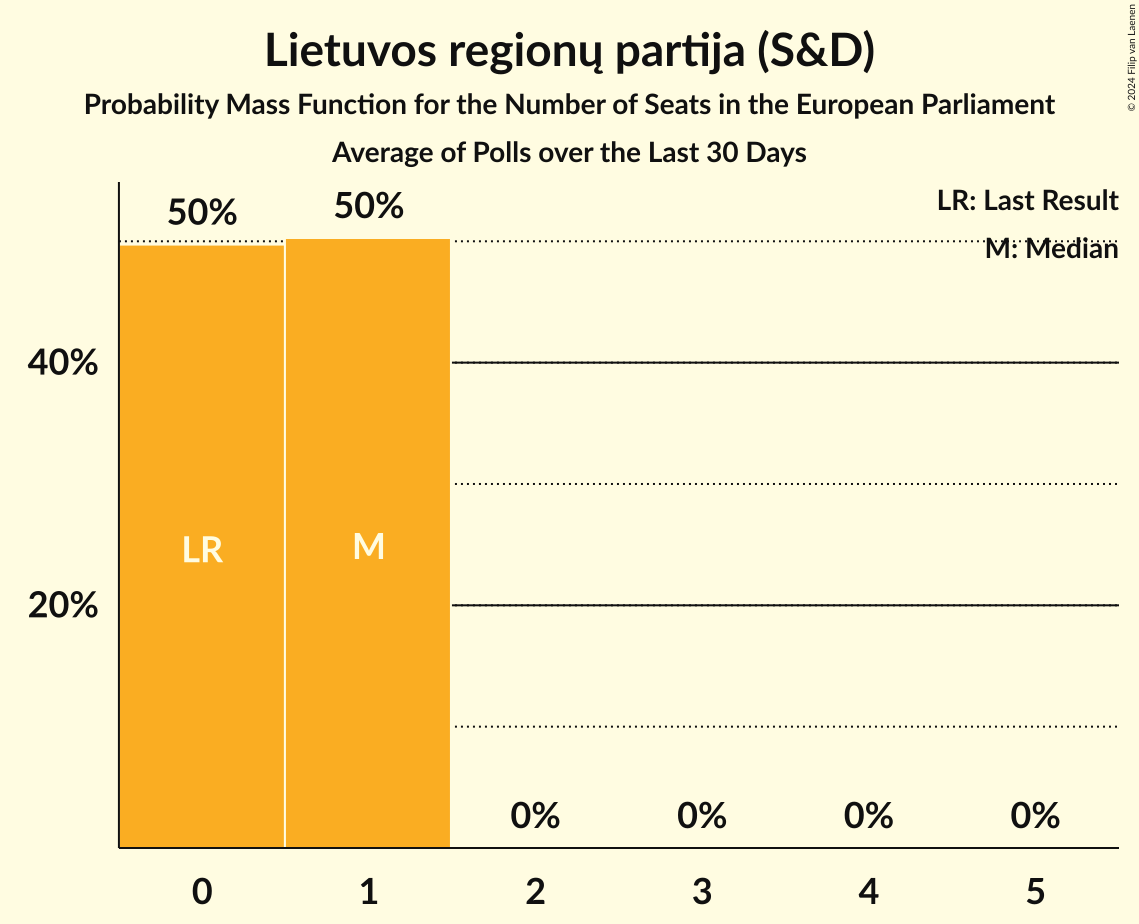 Lietuvos regionų partija (S&D)
Probability Mass Function for the Number of Seats in the European Parliament
Average of Polls over the Last 30 Days
© 2024 Filip van Laenen
LR: Last Result
M: Median
50% 50%
40%
20%
LR M
0% 0% 0% 0%
0 1 2 3 4 5